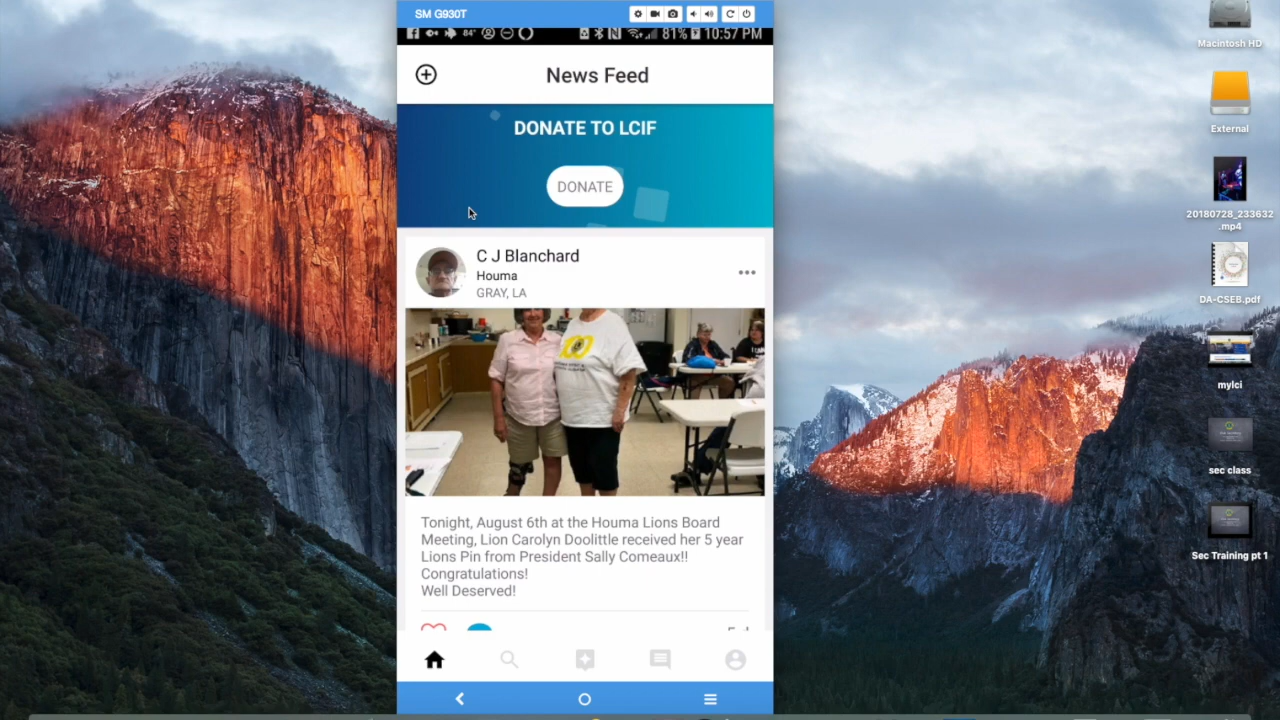 SM G930T
84°
81%
10:57 PM
News Feed
DONATE TO LCIF
DONATE
C J Blanchard
Houma
GRAY, LA
Tonight, August 6th at the Houma Lions Board
Meeting, Lion Carolyn Doolittle received her 5 year
Lions Pin from President Sally Comeaux!!
Congratulations!
Well Deserved!
Macintosh HD
External
20180728_233632
.mp4
DA-CSEB.pdf
mylci
sec class
Sec Training pt 1